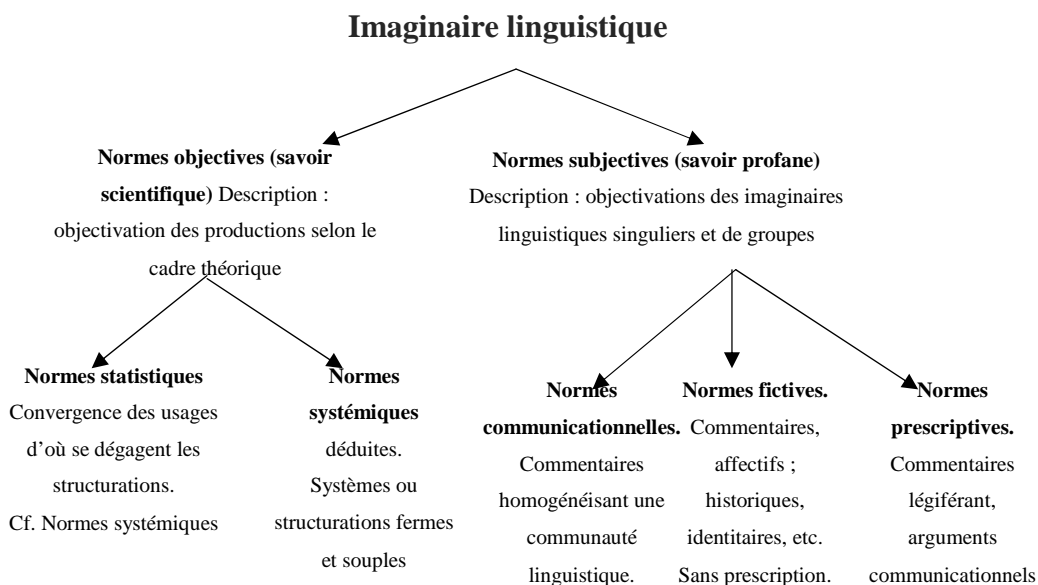 Imaginaire linguistique
Normes objectives (savoir
scientifique) Description :
objectivation des productions selon le
cadre théorique
Normes subjectives (savoir profane)
Description : objectivations des imaginaires
linguistiques singuliers et de groupes
Normes statistiques
Convergence des usages
d’où se dégagent les
structurations.
Cf. Normes systémiques
Normes
systémiques
déduites.
Systèmes ou
structurations fermes
et souples
Normes
communicationnelles.
Commentaires
homogénéisant une
communauté
linguistique.
Normes fictives.
Commentaires,
affectifs ;
historiques,
identitaires, etc.
Sans prescription.
Normes
prescriptives.
Commentaires
légiférant,
arguments
communicationnels